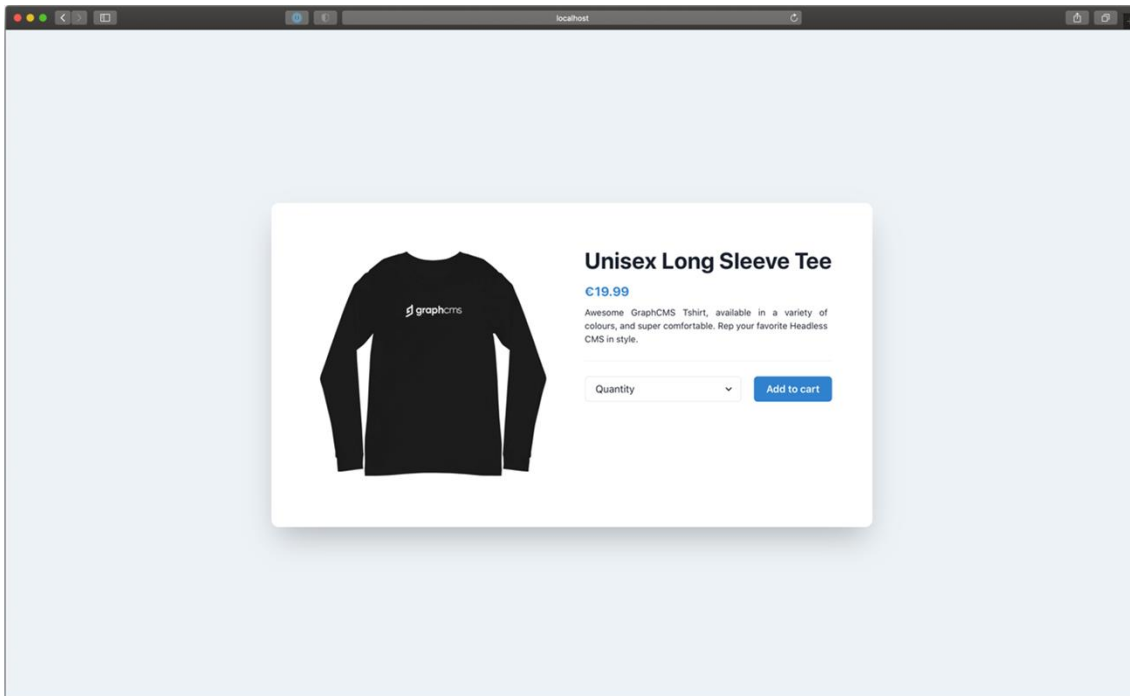 localhost
graphcms
Unisex Long Sleeve Tee
€19.99
Awesome GraphCMS Tshirt, available in a variety of
colours, and super comfortable. Rep your favorite Headless
CMS in style.
Quantity
Add to cart